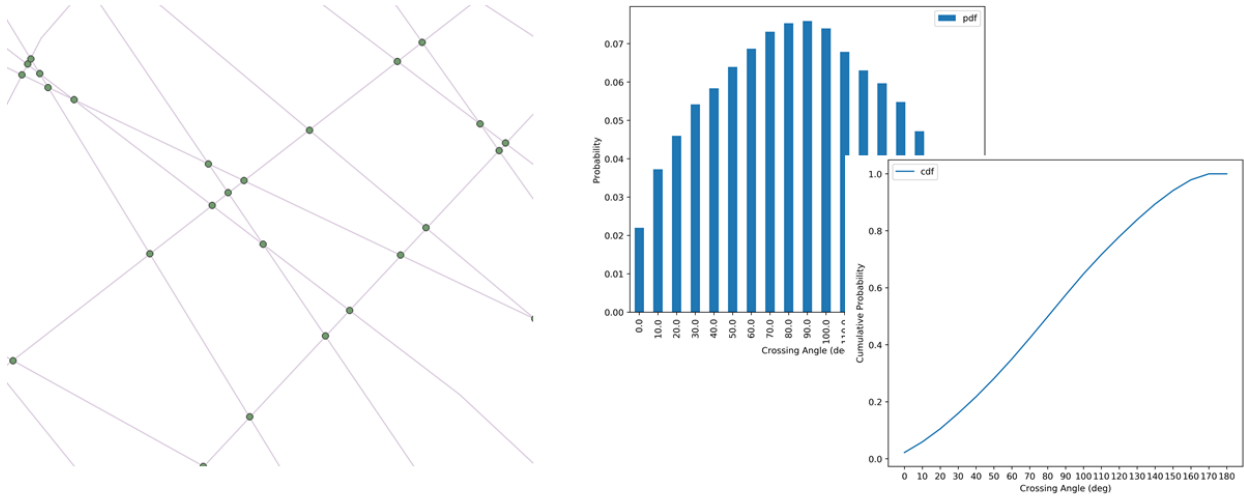 pdf
0.07
0.06
0.05
0.04
0.03
0.02
0.01
0.00
Probability
0.0 10.0 20.0 30.0 40.0 50.0 60.0 70.0 80.0 90.0 100.0 110.0
Crossing Angle (de
cdf
1.0
0.8
0.6
0.4
0.2
0.0
Cumulative Probability
0 10 20 30 40 50 60 70 80 90 100 110 120 130 140 150 160 170 180
Crossing Angle (deg)